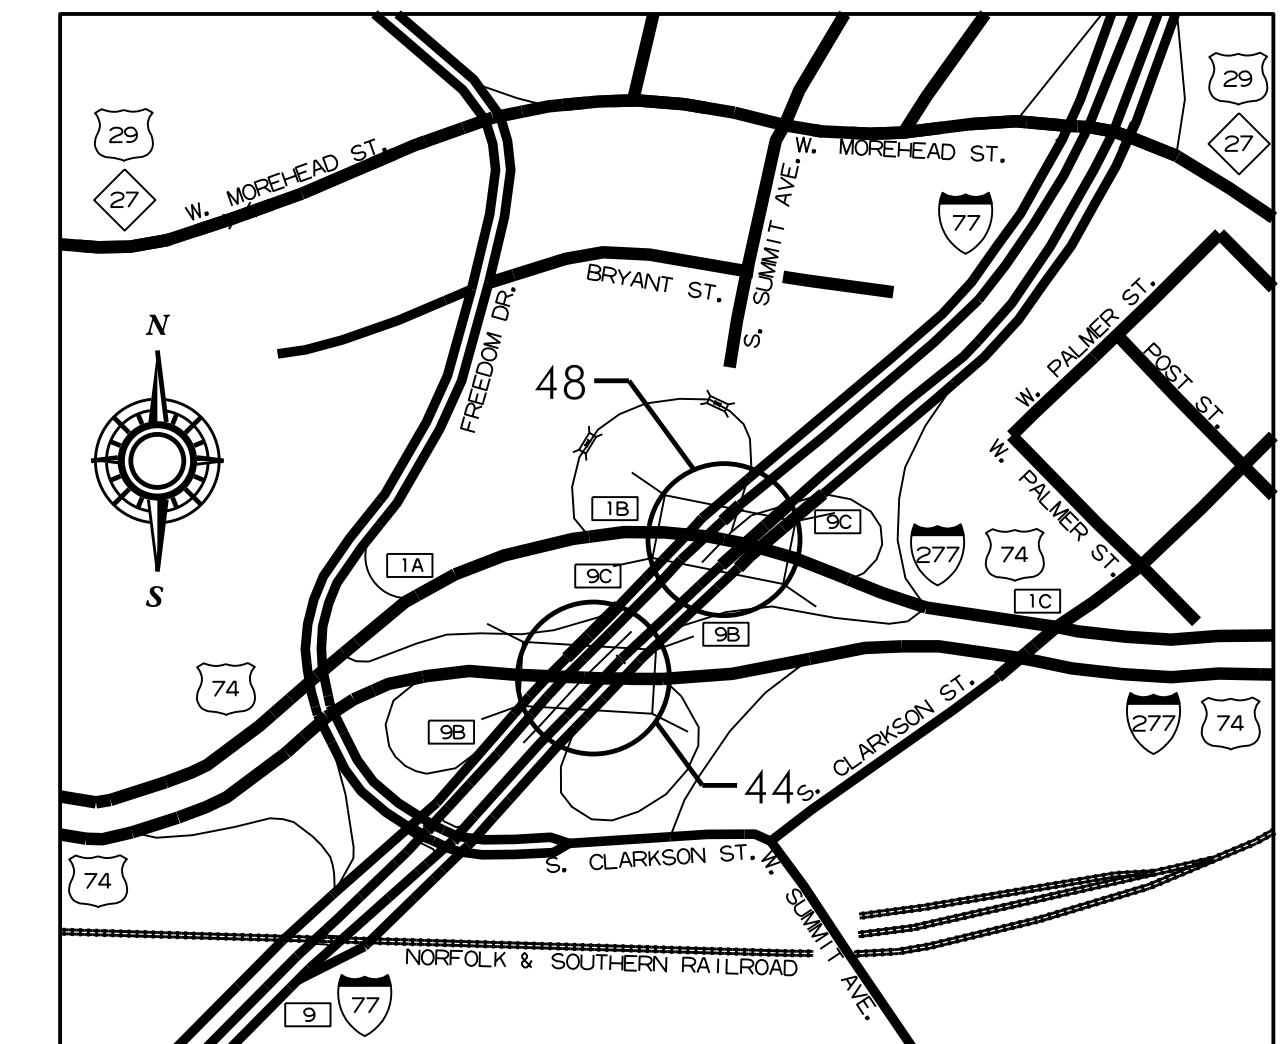 29
27
29
27
W. MOREHEAD ST.
W. MOREHEAD ST.
77
S. SUMMIT AVE.
BRYANT ST.
FREEDOM DR.
W. PALMER ST.
POST ST.
W. PALMER ST.
N
S
48
1B
9C
1A
9C
277
74
1C
9B
74
9B
277
74
44
S. CLARKSON ST.
S. CLARKSON ST.
W. SUMMIT AVE.
74
NORFOLK & SOUTHERN RAILROAD
9
77